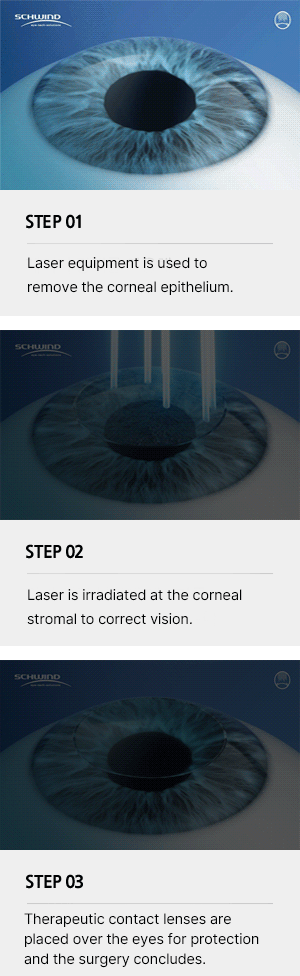 SCHWIND
STEP 01
Laser equipment is used to
remove the corneal epithelium.
SCHWIND
STEP 02
Laser is irradiated at the corneal
stromal to correct vision.
SCHWIND
STEP 03
Therapeutic contact lenses are
placed over the eyes for protection
and the surgery concludes.